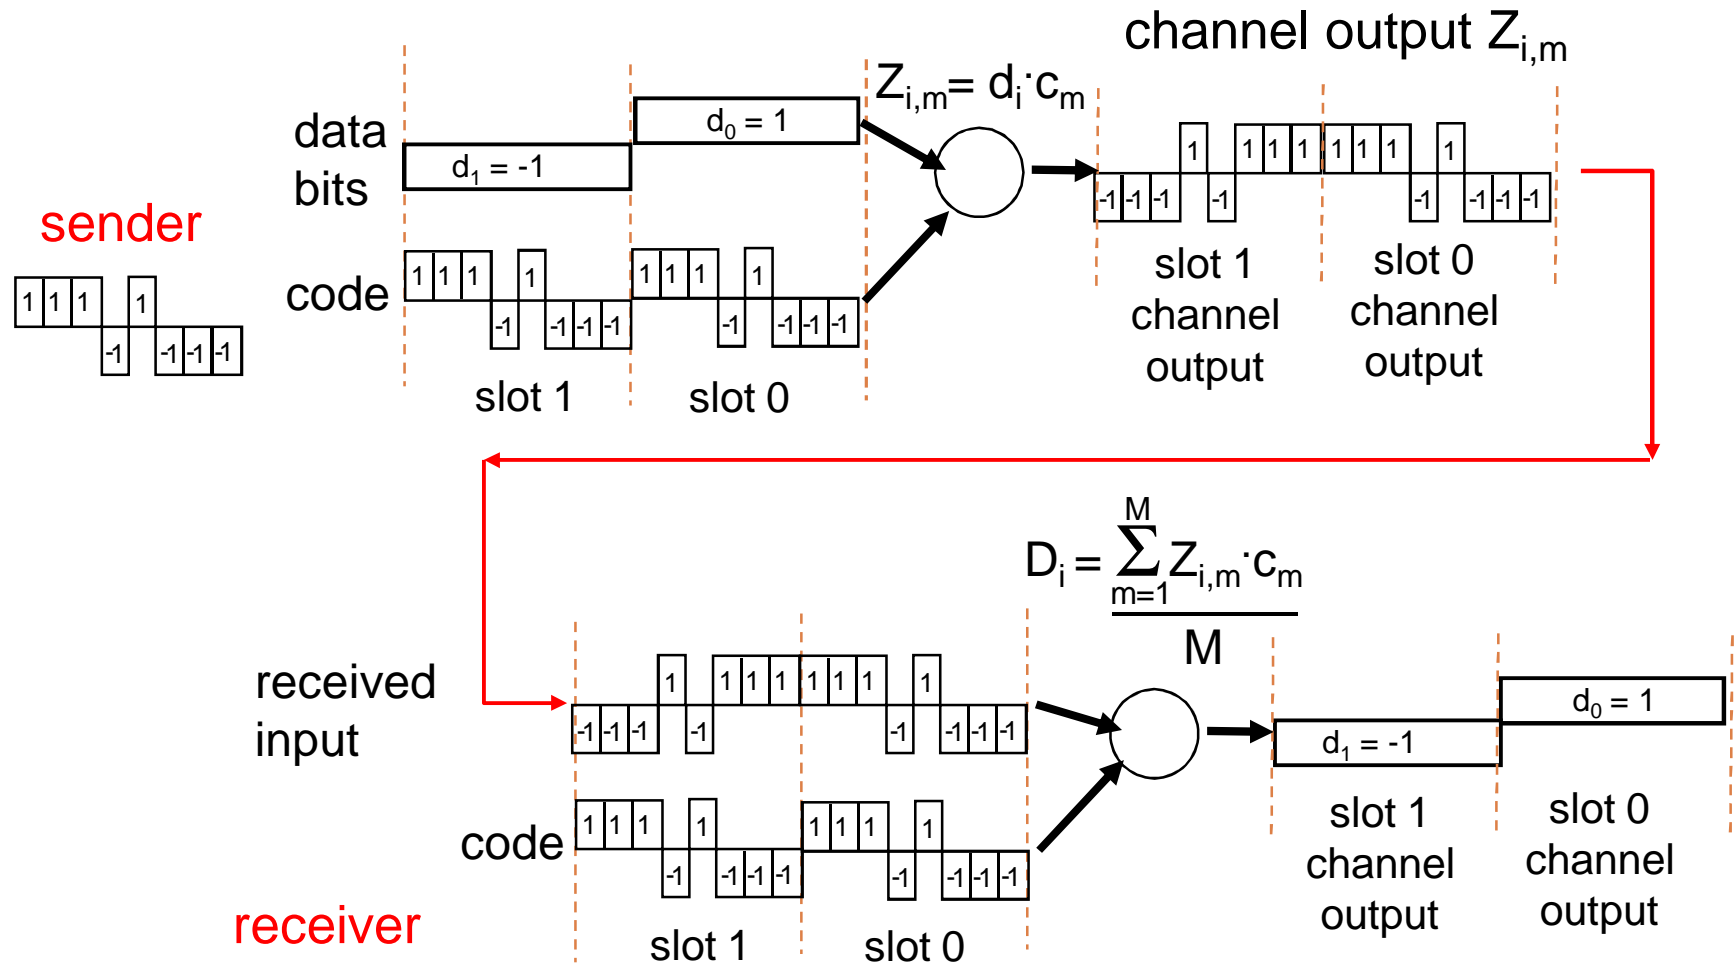 channel output Z_i,m
Z_i,m = d_i·c_m
data bits
d_0 = 1
d_1 = -1
1 1 1 1 1 1 1 1
-1 -1 -1 -1 -1 -1 -1 -1
sender
1 1 1 -1 1 -1 -1 -1
code
1 1 1 -1 1 -1 -1 -1
1 1 1 -1 1 -1 -1 -1
slot 1
slot 0
slot 1
channel
output
slot 0
channel
output
D_i = Σ Z_i,m·c_m
M
m=1
M
received
input
-1 -1 -1 1 -1 1 1 1
1 1 1 -1 1 -1 -1 -1
d_0 = 1
d_1 = -1
code
1 1 1 -1 1 -1 -1 -1
1 1 1 -1 1 -1 -1 -1
slot 1
channel
output
slot 0
channel
output
receiver
slot 1
slot 0